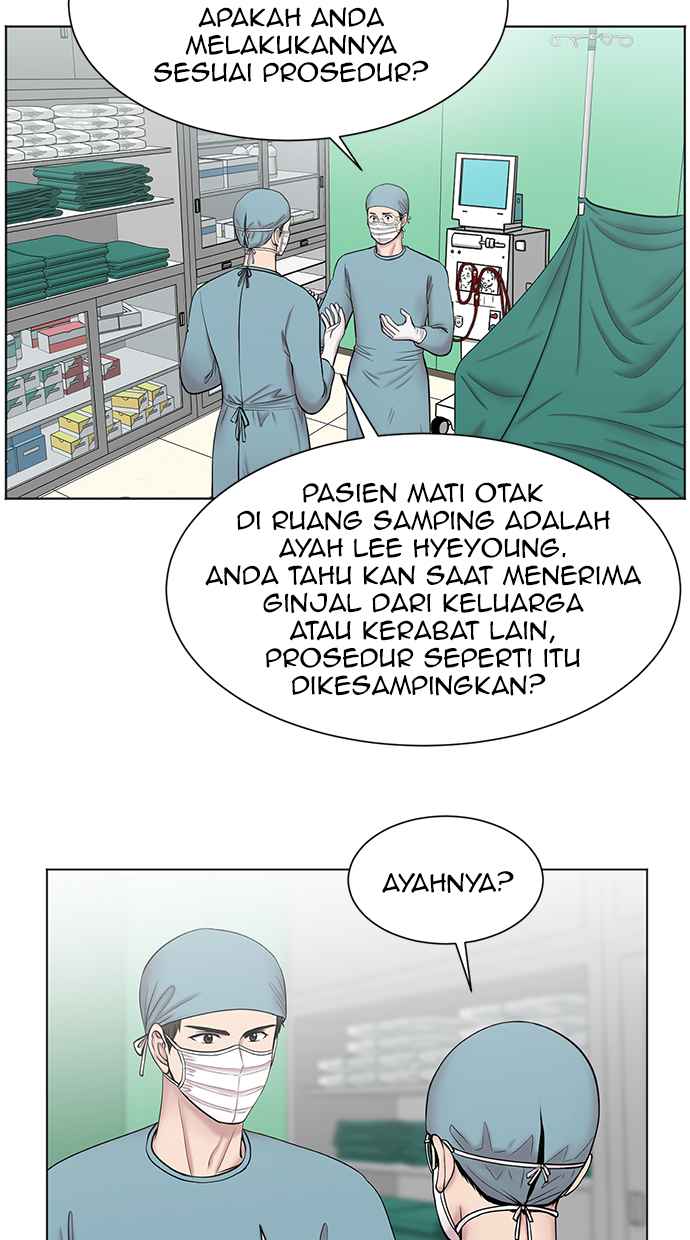 APAKAH ANDA
MELAKUKANNYA
SESUAI PROSEDUR?
PASIEN MATI OTAK
DI RUANG SAMPING ADALAH
AYAH LEE HYEYOUNG.
ANDA TAHU KAN SAAT MENERIMA
GINJAL DARI KELUARGA
ATAU KERABAT LAIN,
PROSEDUR SEPERTI ITU
DIKESAMPINGKAN?
AYAHNYA?